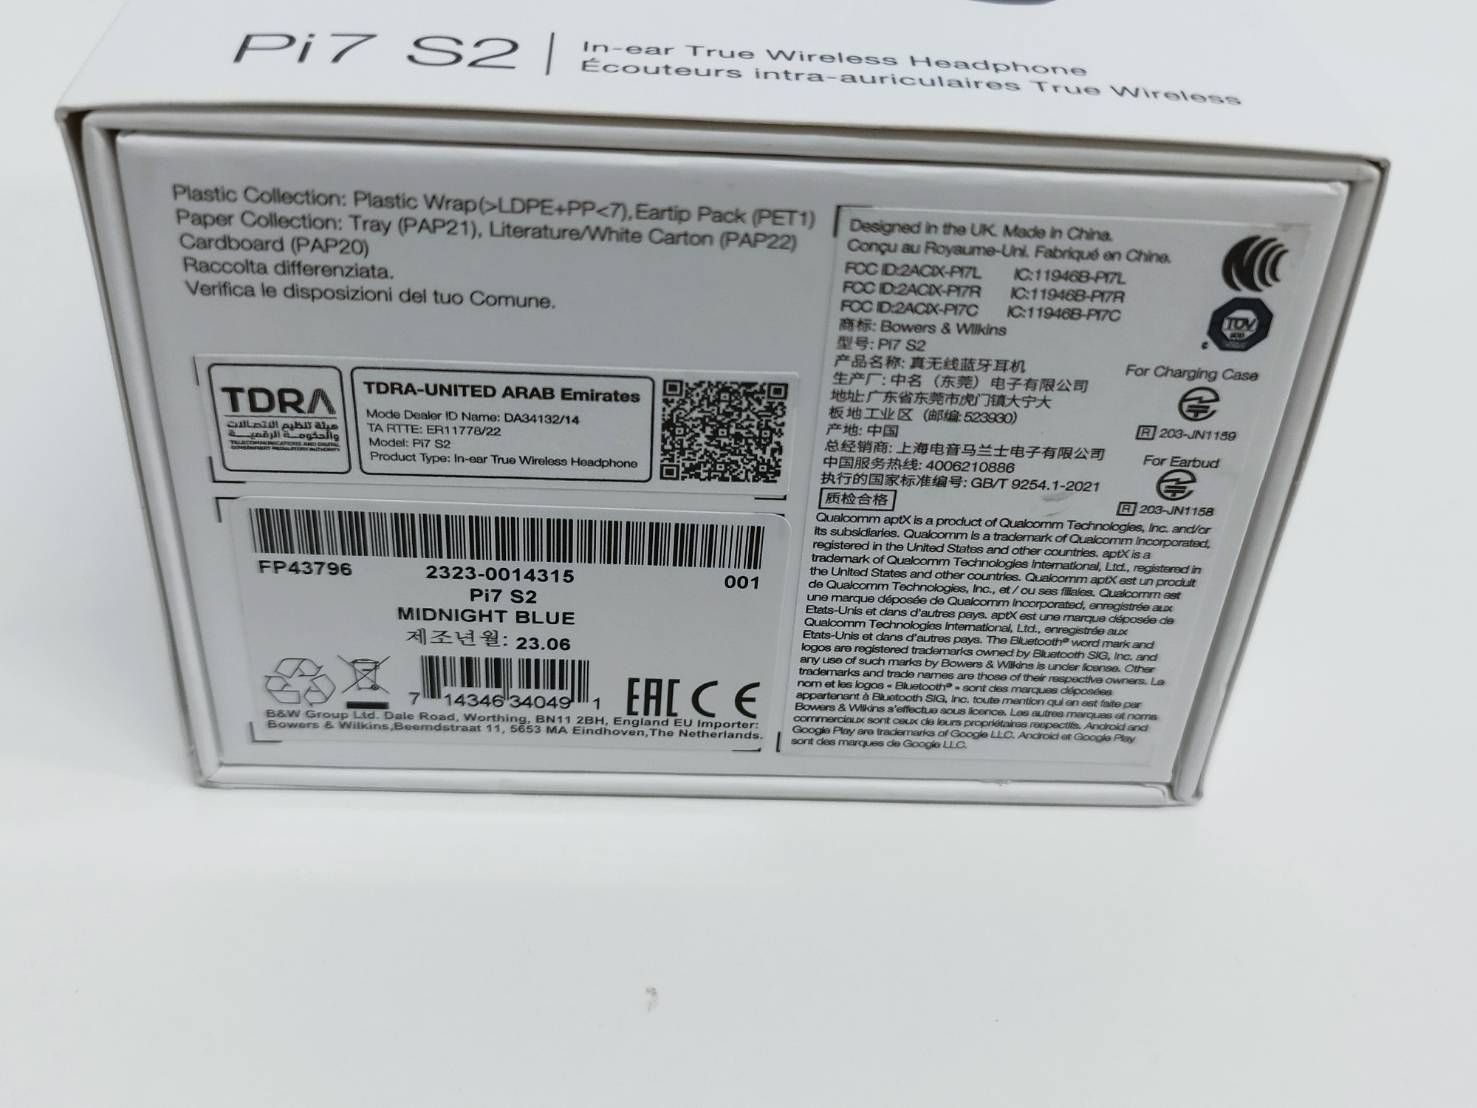 Pi7 S2 | In-ear True Wireless Headphone
Écouteurs intra-auriculaires True Wireless
Plastic Collection: Plastic Wrap(>LDPE+PP<7), Eartip Pack (PET1)
Paper Collection: Tray (PAP21), Literature/White Carton (PAP22)
Cardboard (PAP20)
Raccolta differenziata.
Verifica le disposizioni del tuo Comune.
TDRA
هيئة تنظيم الاتصالات
والحكومة الرقمية
TELECOMMUNICATIONS AND DIGITAL
GOVERNMENT REGULATORY AUTHORITY
TDRA-UNITED ARAB Emirates
Mode Dealer ID Name: DA34132/14
TA RTTE: ER11778/22
Model: Pi7 S2
Product Type: In-ear True Wireless Headphone
FP43796 2323-0014315 001
Pi7 S2
MIDNIGHT BLUE
제조년월: 23.06
7 14346 34049 1
EAC CE
B&W Group Ltd. Dale Road, Worthing, BN11 2BH, England EU Importer:
Bowers & Wilkins,Beemdstraat 11, 5653 MA Eindhoven,The Netherlands.
Designed in the UK. Made in China.
Conçu au Royaume-Uni. Fabriqué en Chine.
FCC ID:2ACIX-PI7L IC:11946B-PI7L
FCC ID:2ACIX-PI7R IC:11946B-PI7R
FCC ID:2ACIX-PI7C IC:11946B-PI7C
商标: Bowers & Wilkins
型号: PI7 S2
产品名称: 真无线蓝牙耳机
生产厂: 中名（东莞）电子有限公司
地址:广东省东莞市虎门镇大宁大
板地工业区（邮编:523930）
产地: 中国
总经销商: 上海电音马兰士电子有限公司
中国服务热线: 4006210886
执行的国家标准编号: GB/T 9254.1-2021
质检合格
TÜV
For Charging Case
R 203-JN1159
For Earbud
R 203-JN1158
Qualcomm aptX is a product of Qualcomm Technologies, Inc. and/or
its subsidiaries. Qualcomm is a trademark of Qualcomm Incorporated,
registered in the United States and other countries. aptX is a
trademark of Qualcomm Technologies International, Ltd., registered in
the United States and other countries. Qualcomm aptX est un produit
de Qualcomm Technologies, Inc., et / ou ses filiales. Qualcomm est
une marque déposée de Qualcomm Incorporated, enregistrée aux
Etats-Unis et dans d'autres pays. aptX est une marque déposée de
Qualcomm Technologies International, Ltd., enregistrée aux
Etats-Unis et dans d'autres pays. The Bluetooth® word mark and
logos are registered trademarks owned by Bluetooth SIG, Inc. and
any use of such marks by Bowers & Wilkins is under license. Other
trademarks and trade names are those of their respective owners. La
nom et les logos « Bluetooth® » sont des marques déposées
appartenant à Bluetooth SIG, Inc. toute mention qui en est faite par
Bowers & Wilkins s'effectue sous licence. Les autres marques et noms
commerciaux sont ceux de leurs propriétaires respectifs. Android and
Google Play are trademarks of Google LLC. Android et Google Play
sont des marques de Google LLC.